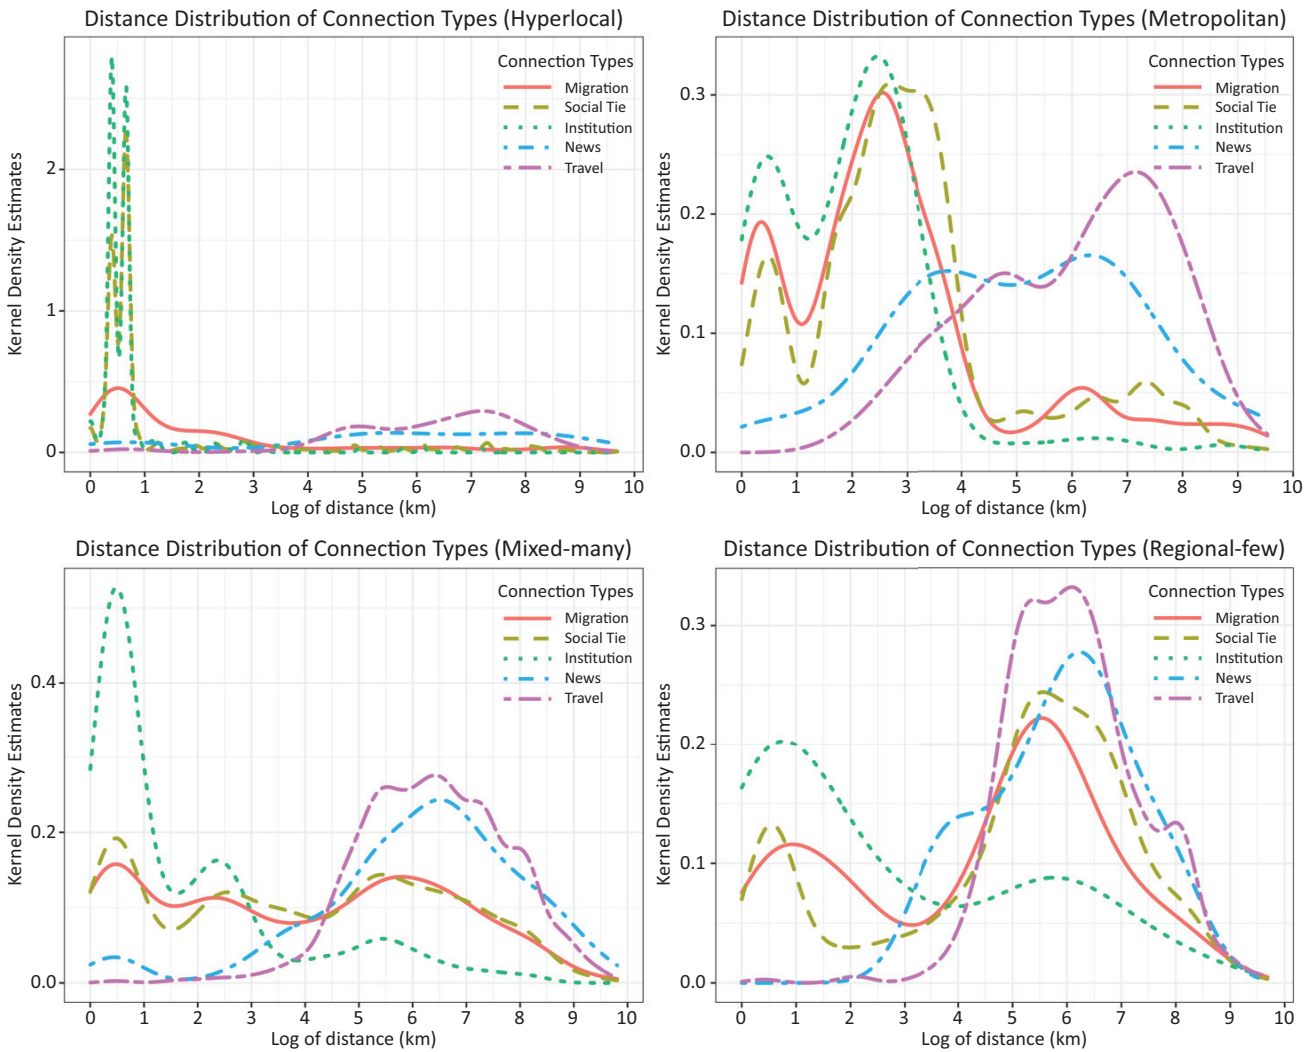 Distance Distribution of Connection Types (Hyperlocal)
Kernel Density Estimates
2
1
0
0 1 2 3 4 5 6 7 8 9 10
Log of distance (km)
Connection Types
Migration
Social Tie
Institution
News
Travel
Distance Distribution of Connection Types (Metropolitan)
Kernel Density Estimates
0.3
0.2
0.1
0.0
0 1 2 3 4 5 6 7 8 9 10
Log of distance (km)
Connection Types
Migration
Social Tie
Institution
News
Travel
Distance Distribution of Connection Types (Mixed-many)
Kernel Density Estimates
0.4
0.2
0.0
0 1 2 3 4 5 6 7 8 9 10
Log of distance (km)
Connection Types
Migration
Social Tie
Institution
News
Travel
Distance Distribution of Connection Types (Regional-few)
Kernel Density Estimates
0.3
0.2
0.1
0.0
0 1 2 3 4 5 6 7 8 9 10
Log of distance (km)
Connection Types
Migration
Social Tie
Institution
News
Travel